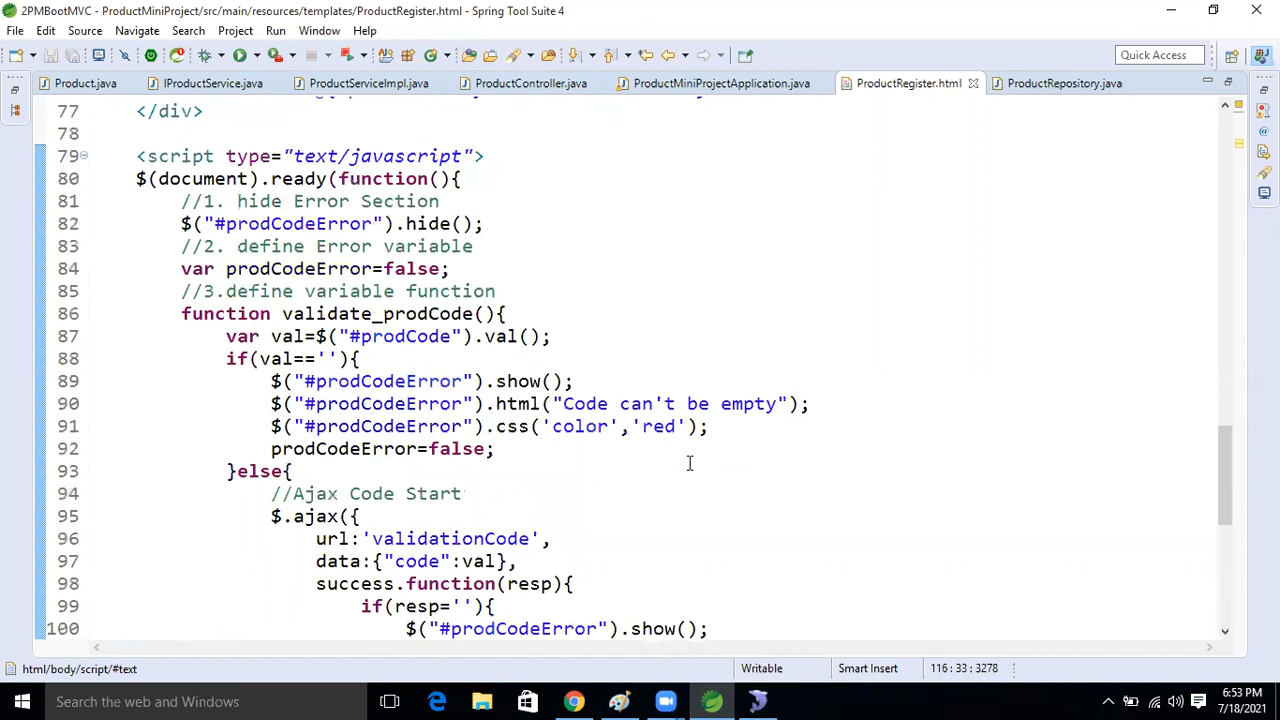 2PMBootMVC - ProductMiniProject/src/main/resources/templates/ProductRegister.html - Spring Tool Suite 4
File Edit Source Navigate Search Project Run Window Help
Quick Access
Product.java IProductService.java ProductServiceImpl.java ProductController.java ProductMiniProjectApplication.java ProductRegister.html ProductRepository.java
77 </div>
78
79 <script type="text/javascript">
80 $(document).ready(function(){
81 //1. hide Error Section
82 $("#prodCodeError").hide();
83 //2. define Error variable
84 var prodCodeError=false;
85 //3.define variable function
86 function validate_prodCode(){
87 var val=$("#prodCode").val();
88 if(val==''){
89 $("#prodCodeError").show();
90 $("#prodCodeError").html("Code can't be empty");
91 $("#prodCodeError").css('color','red');
92 prodCodeError=false;
93 }else{
94 //Ajax Code Start
95 $.ajax({
96 url:'validationCode',
97 data:{"code":val},
98 success.function(resp){
99 if(resp=''){
100 $("#prodCodeError").show();
html/body/script/#text Writable Smart Insert 116 : 33 : 3278
Search the web and Windows
6:53 PM
7/18/2021